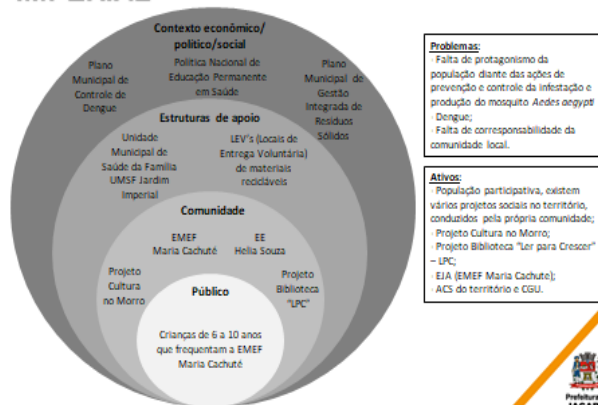 Contexto econômico/
político/social
Plano
Municipal de
Controle de
Dengue
Política Nacional de
Educação Permanente
em Saúde
Plano
Municipal de
Gestão
Integrada de
Resíduos
Sólidos
Estruturas de apoio
Unidade
Municipal de
Saúde da Família
UMSF Jardim
Imperial
LEV's (Locais de
Entrega Voluntária)
de materiais
recicláveis
Comunidade
EMEF
Maria Cachuté
EE
Helia Souza
Projeto
Cultura
no Morro
Projeto
Biblioteca
"LPC"
Público
Crianças de 6 a 10 anos
que frequentam a EMEF
Maria Cachuté
Problemas:
· Falta de protagonismo da
população diante das ações de
prevenção e controle da infestação e
produção do mosquito Aedes aegypti
· Dengue;
· Falta de corresponsabilidade da
comunidade local.
Ativos:
· População participativa, existem
vários projetos sociais no território,
conduzidos pela própria comunidade;
· Projeto Cultura no Morro;
· Projeto Biblioteca "Ler para Crescer"
– LPC;
· EJA (EMEF Maria Cachute);
· ACS do território e CGU.
Prefeitura